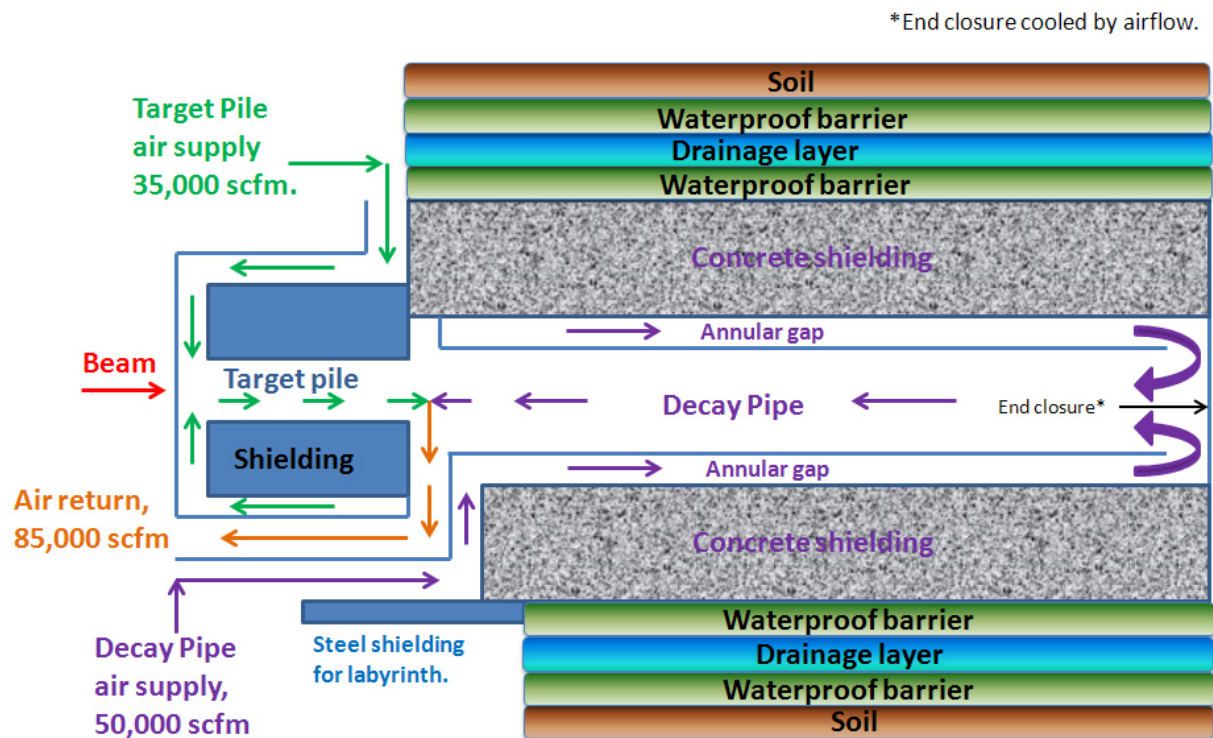 *End closure cooled by airflow.
Soil
Waterproof barrier
Drainage layer
Waterproof barrier
Target Pile
air supply
35,000 scfm.
Concrete shielding
Annular gap
Beam
Target pile
Decay Pipe
End closure*
Shielding
Annular gap
Air return,
85,000 scfm
Concrete shielding
Steel shielding
for labyrinth.
Decay Pipe
air supply,
50,000 scfm
Waterproof barrier
Drainage layer
Waterproof barrier
Soil